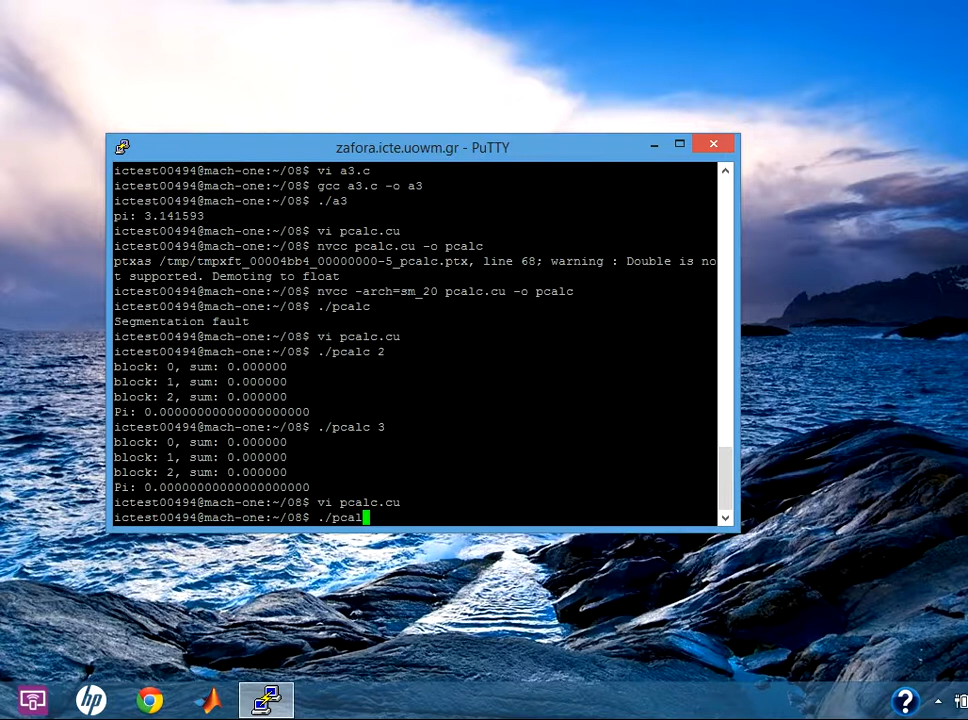 zafora.icte.uowm.gr - PuTTY
ictest00494@mach-one:~/08$ vi a3.c
ictest00494@mach-one:~/08$ gcc a3.c -o a3
ictest00494@mach-one:~/08$ ./a3
pi: 3.141593
ictest00494@mach-one:~/08$ vi pcalc.cu
ictest00494@mach-one:~/08$ nvcc pcalc.cu -o pcalc
ptxas /tmp/tmpxft_00004bb4_00000000-5_pcalc.ptx, line 68; warning : Double is no
t supported. Demoting to float
ictest00494@mach-one:~/08$ nvcc -arch=sm_20 pcalc.cu -o pcalc
ictest00494@mach-one:~/08$ ./pcalc
Segmentation fault
ictest00494@mach-one:~/08$ vi pcalc.cu
ictest00494@mach-one:~/08$ ./pcalc 2
block: 0, sum: 0.000000
block: 1, sum: 0.000000
block: 2, sum: 0.000000
Pi: 0.00000000000000000000
ictest00494@mach-one:~/08$ ./pcalc 3
block: 0, sum: 0.000000
block: 1, sum: 0.000000
block: 2, sum: 0.000000
Pi: 0.00000000000000000000
ictest00494@mach-one:~/08$ vi pcalc.cu
ictest00494@mach-one:~/08$ ./pcal
hp
?